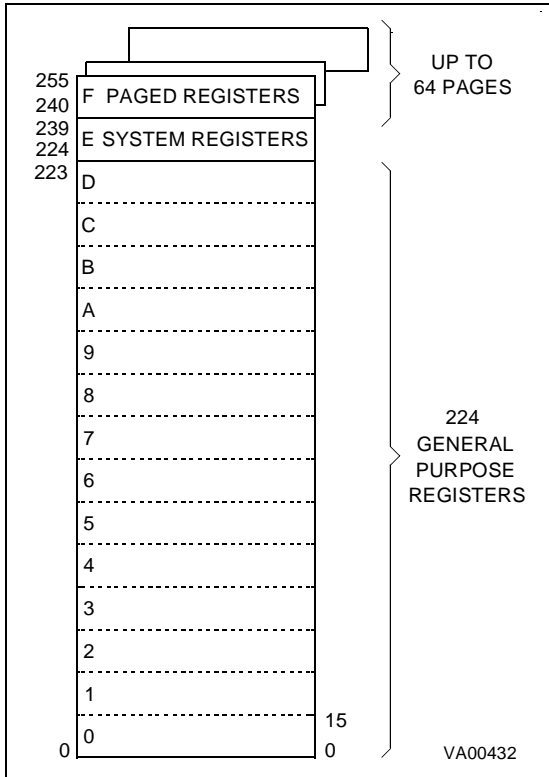 UP TO
64 PAGES
255
F PAGED REGISTERS
240
239
E SYSTEM REGISTERS
224
223
D
C
B
A
9
8
7
6
5
4
3
2
1
0
0
15
0
224
GENERAL
PURPOSE
REGISTERS
VA00432